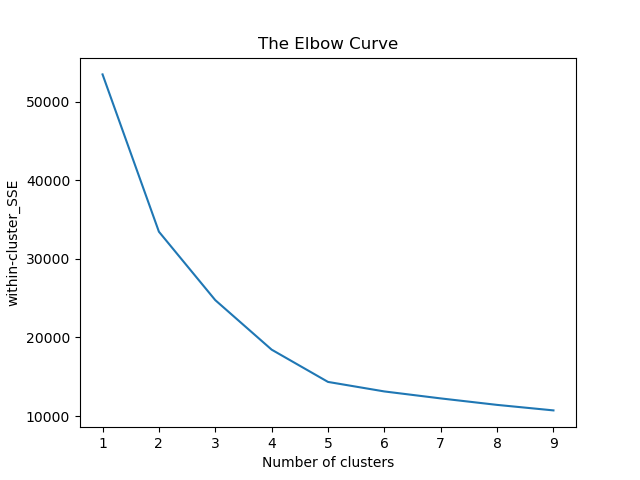 The Elbow Curve
within-cluster_SSE
50000
40000
30000
20000
10000
1 2 3 4 5 6 7 8 9
Number of clusters